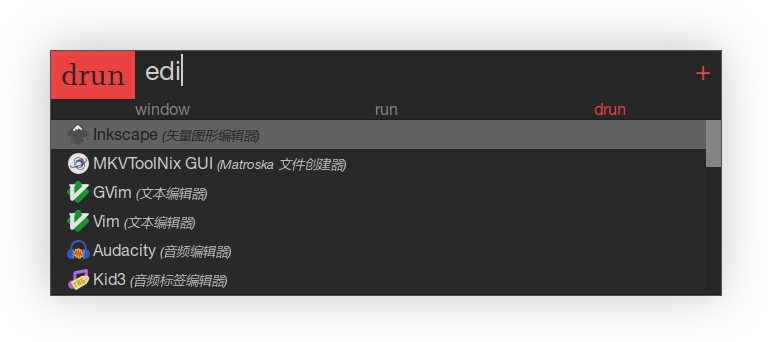 drun edi +
window run drun
Inkscape (矢量图形编辑器)
MKVToolNix GUI (Matroska 文件创建器)
GVim (文本编辑器)
Vim (文本编辑器)
Audacity (音频编辑器)
Kid3 (音频标签编辑器)